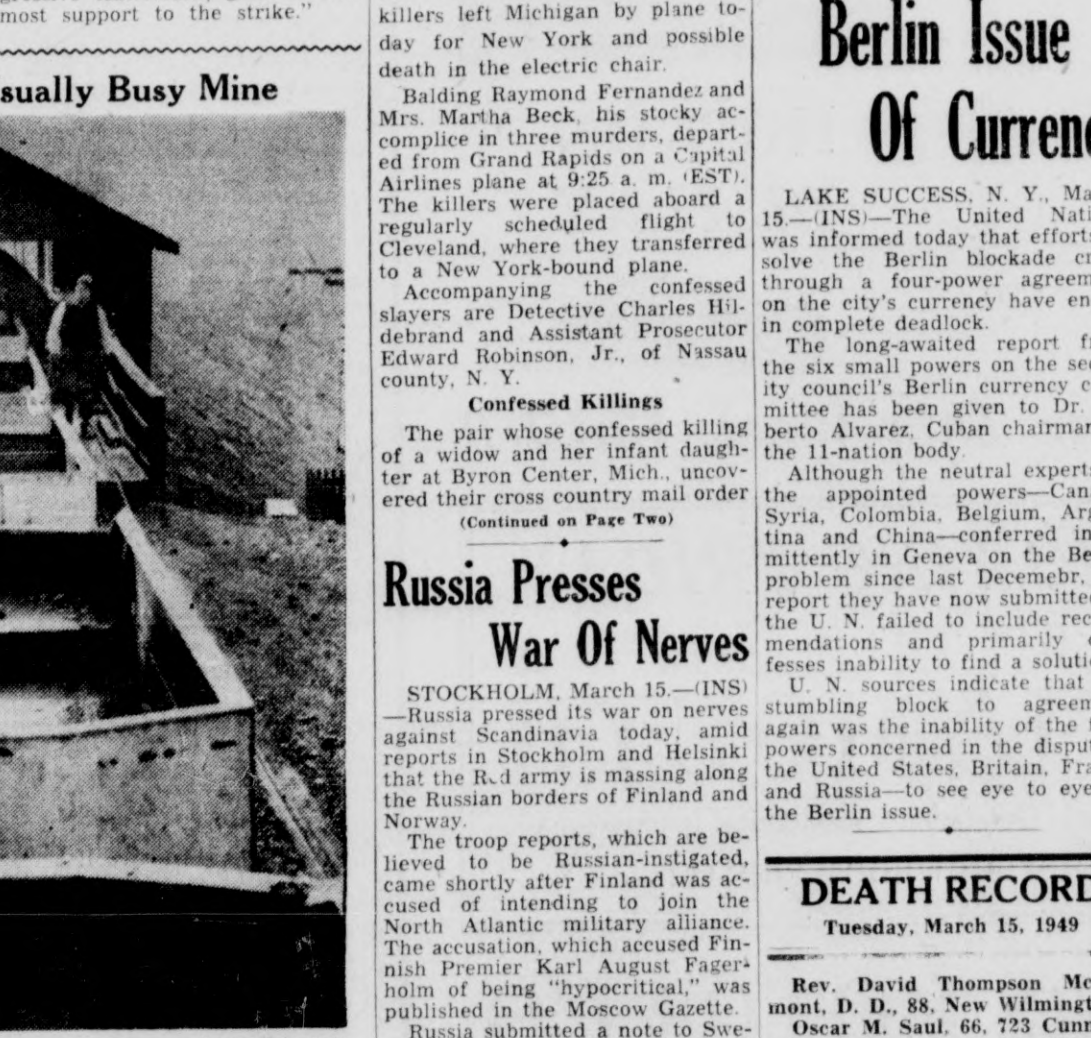 most support to the strike."
sually Busy Mine
killers left Michigan by plane to-
day for New York and possible
death in the electric chair.
Balding Raymond Fernandez and
Mrs. Martha Beck, his stocky ac-
complice in three murders, depart-
ed from Grand Rapids on a Capital
Airlines plane at 9:25 a. m. (EST).
The killers were placed aboard a
regularly scheduled flight to
Cleveland, where they transferred
to a New York-bound plane.
Accompanying the confessed
slayers are Detective Charles Hil-
debrand and Assistant Prosecutor
Edward Robinson, Jr., of Nassau
county, N. Y.
Confessed Killings
The pair whose confessed killing
of a widow and her infant daugh-
ter at Byron Center, Mich., uncov-
ered their cross country mail order
(Continued on Page Two)
Russia Presses
War Of Nerves
STOCKHOLM, March 15.—(INS)
—Russia pressed its war on nerves
against Scandinavia today, amid
reports in Stockholm and Helsinki
that the Red army is massing along
the Russian borders of Finland and
Norway.
The troop reports, which are be-
lieved to be Russian-instigated,
came shortly after Finland was ac-
cused of intending to join the
North Atlantic military alliance.
The accusation, which accused Fin-
nish Premier Karl August Fager-
holm of being "hypocritical," was
published in the Moscow Gazette.
Russia submitted a note to Swe-
Berlin Issue
Of Currenc
LAKE SUCCESS, N. Y., Ma
15.—(INS)—The United Nati
was informed today that efforts
solve the Berlin blockade cr
through a four-power agreem
on the city's currency have en
in complete deadlock.
The long-awaited report f
the six small powers on the sec
ity council's Berlin currency c
mittee has been given to Dr.
berto Alvarez, Cuban chairman
the 11-nation body.
Although the neutral experts
the appointed powers—Can
Syria, Colombia, Belgium, Arg
tina and China—conferred in
mittently in Geneva on the Be
problem since last Decemebr,
report they have now submitted
the U. N. failed to include rec
mendations and primarily
fesses inability to find a soluti
U. N. sources indicate that
stumbling block to agreem
again was the inability of the
powers concerned in the disput
the United States, Britain, Fra
and Russia—to see eye to eye
the Berlin issue.
DEATH RECORD
Tuesday, March 15, 1949
Rev. David Thompson Mc
mont, D. D., 88, New Wilmingt
Oscar M. Saul, 66, 723 Cunn